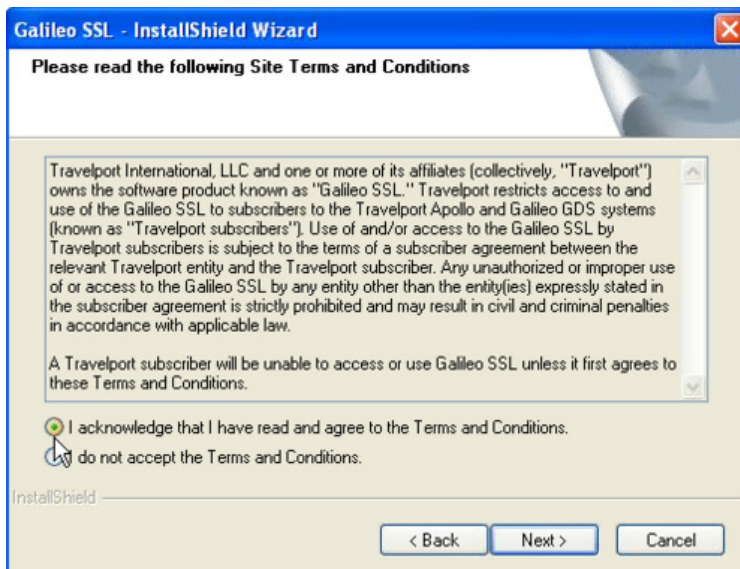 Galileo SSL - InstallShield Wizard
Please read the following Site Terms and Conditions
Travelport International, LLC and one or more of its affiliates (collectively, "Travelport")
owns the software product known as "Galileo SSL." Travelport restricts access to and
use of the Galileo SSL to subscribers to the Travelport Apollo and Galileo GDS systems
(known as "Travelport subscribers"). Use of and/or access to the Galileo SSL by
Travelport subscribers is subject to the terms of a subscriber agreement between the
relevant Travelport entity and the Travelport subscriber. Any unauthorized or improper use
of or access to the Galileo SSL by any entity other than the entity(ies) expressly stated in
the subscriber agreement is strictly prohibited and may result in civil and criminal penalties
in accordance with applicable law.
A Travelport subscriber will be unable to access or use Galileo SSL unless it first agrees to
these Terms and Conditions.
I acknowledge that I have read and agree to the Terms and Conditions.
I do not accept the Terms and Conditions.
InstallShield
< Back
Next >
Cancel